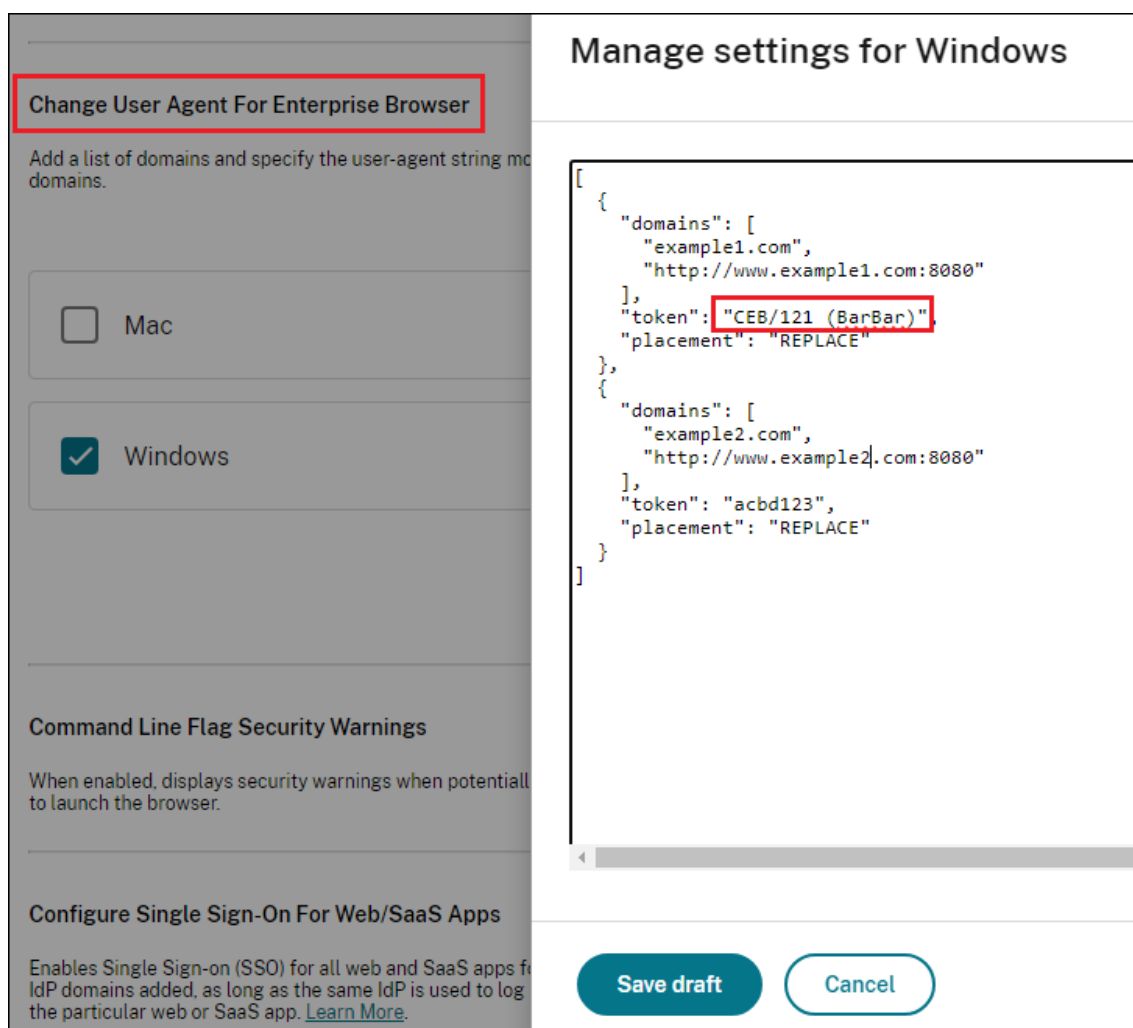 Change User Agent For Enterprise Browser
Add a list of domains and specify the user-agent string
domains.
Mac
Windows
Command Line Flag Security Warnings
When enabled, displays security warnings when
to launch the browser.
Configure Single Sign-On For Web/SaaS Apps
Enables Single Sign-on (SSO) for all web and SaaS apps
IdP domains added, as long as the same IdP is used to log
the particular web or SaaS app. Learn More.
Manage settings for Windows
[
{
"domains": [
"example1.com",
"http://www.example1.com:8080"
],
"token": "CEB/121 (BarBar)",
"placement": "REPLACE"
},
{
"domains": [
"example2.com",
"http://www.example2.com:8080"
],
"token": "acbd123",
"placement": "REPLACE"
}
]
Save draft
Cancel